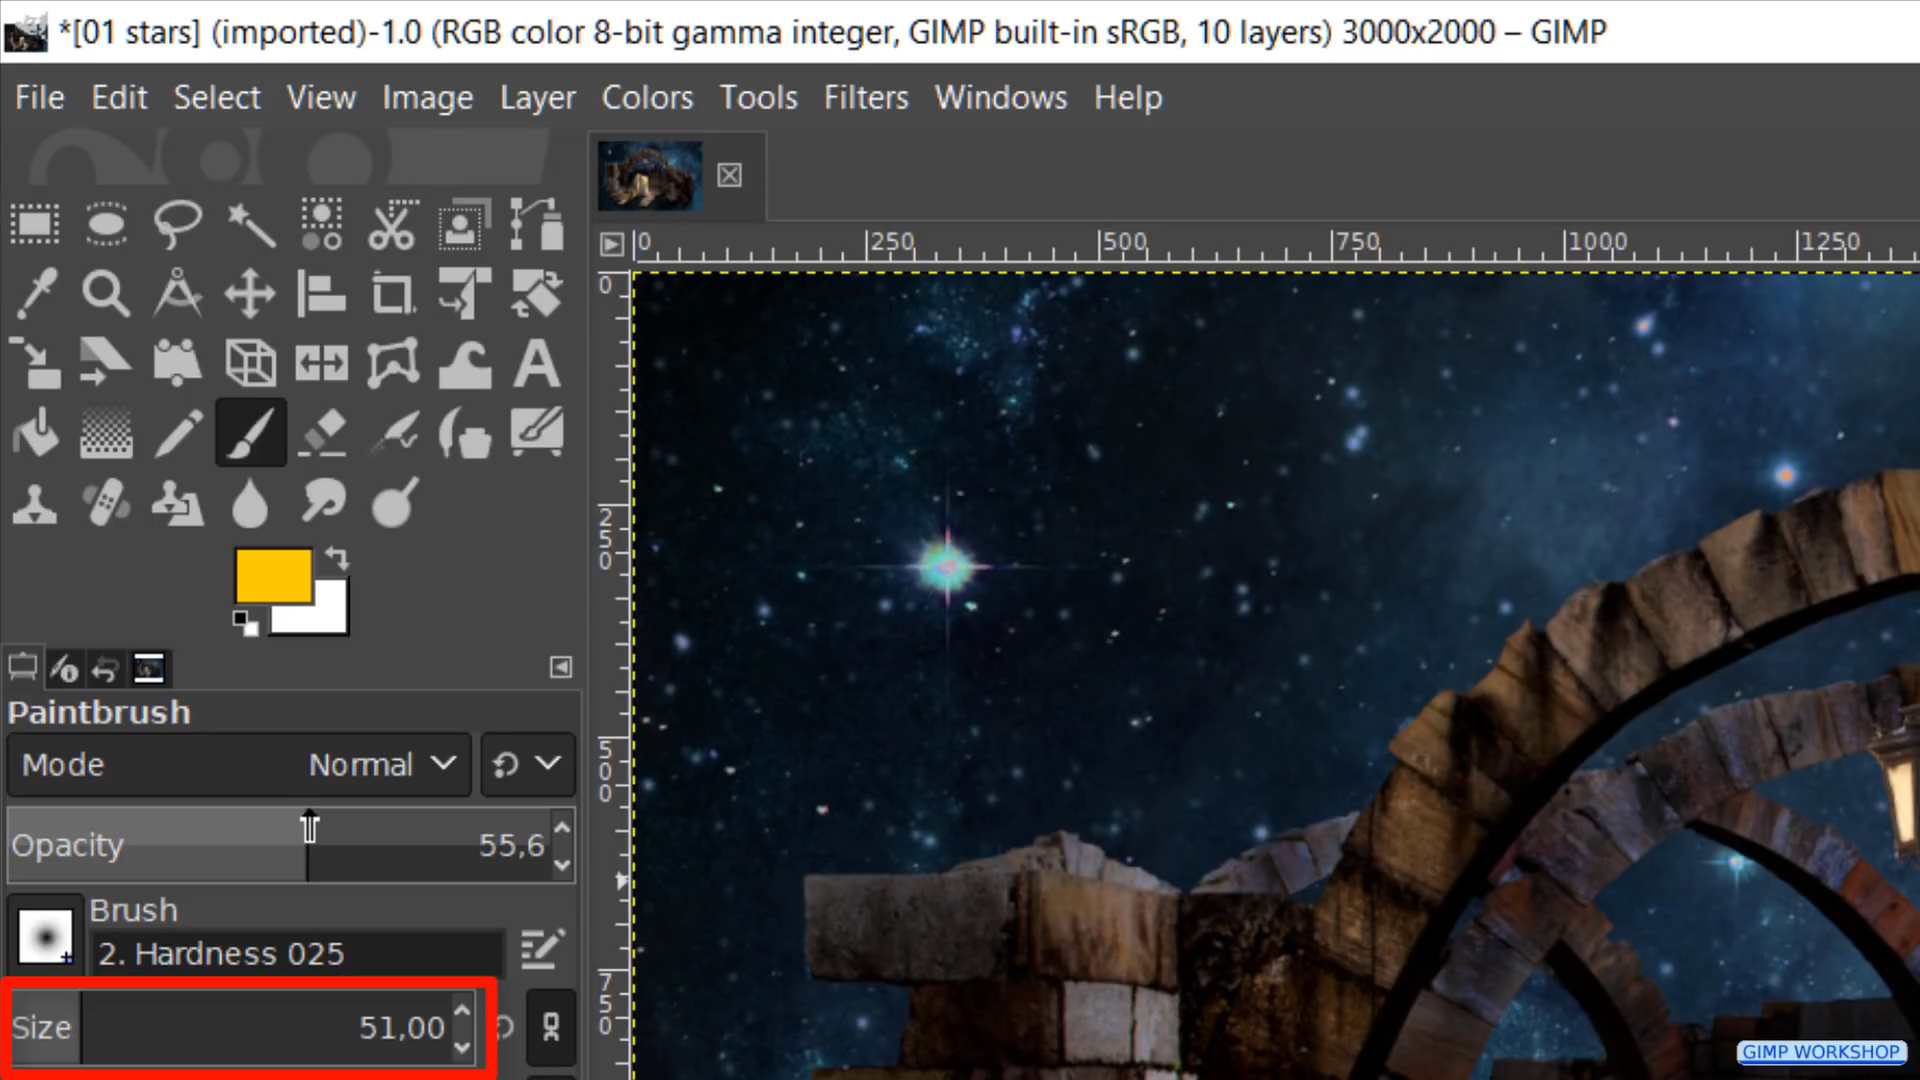 *[01 stars] (imported)-1.0 (RGB color 8-bit gamma integer, GIMP built-in sRGB, 10 layers) 3000x2000 – GIMP
File Edit Select View Image Layer Colors Tools Filters Windows Help
0 250 500 750 1000 1250
0
250
500
750
Paintbrush
Mode Normal
Opacity 55,6
Brush
2. Hardness 025
Size 51,00
GIMP WORKSHOP